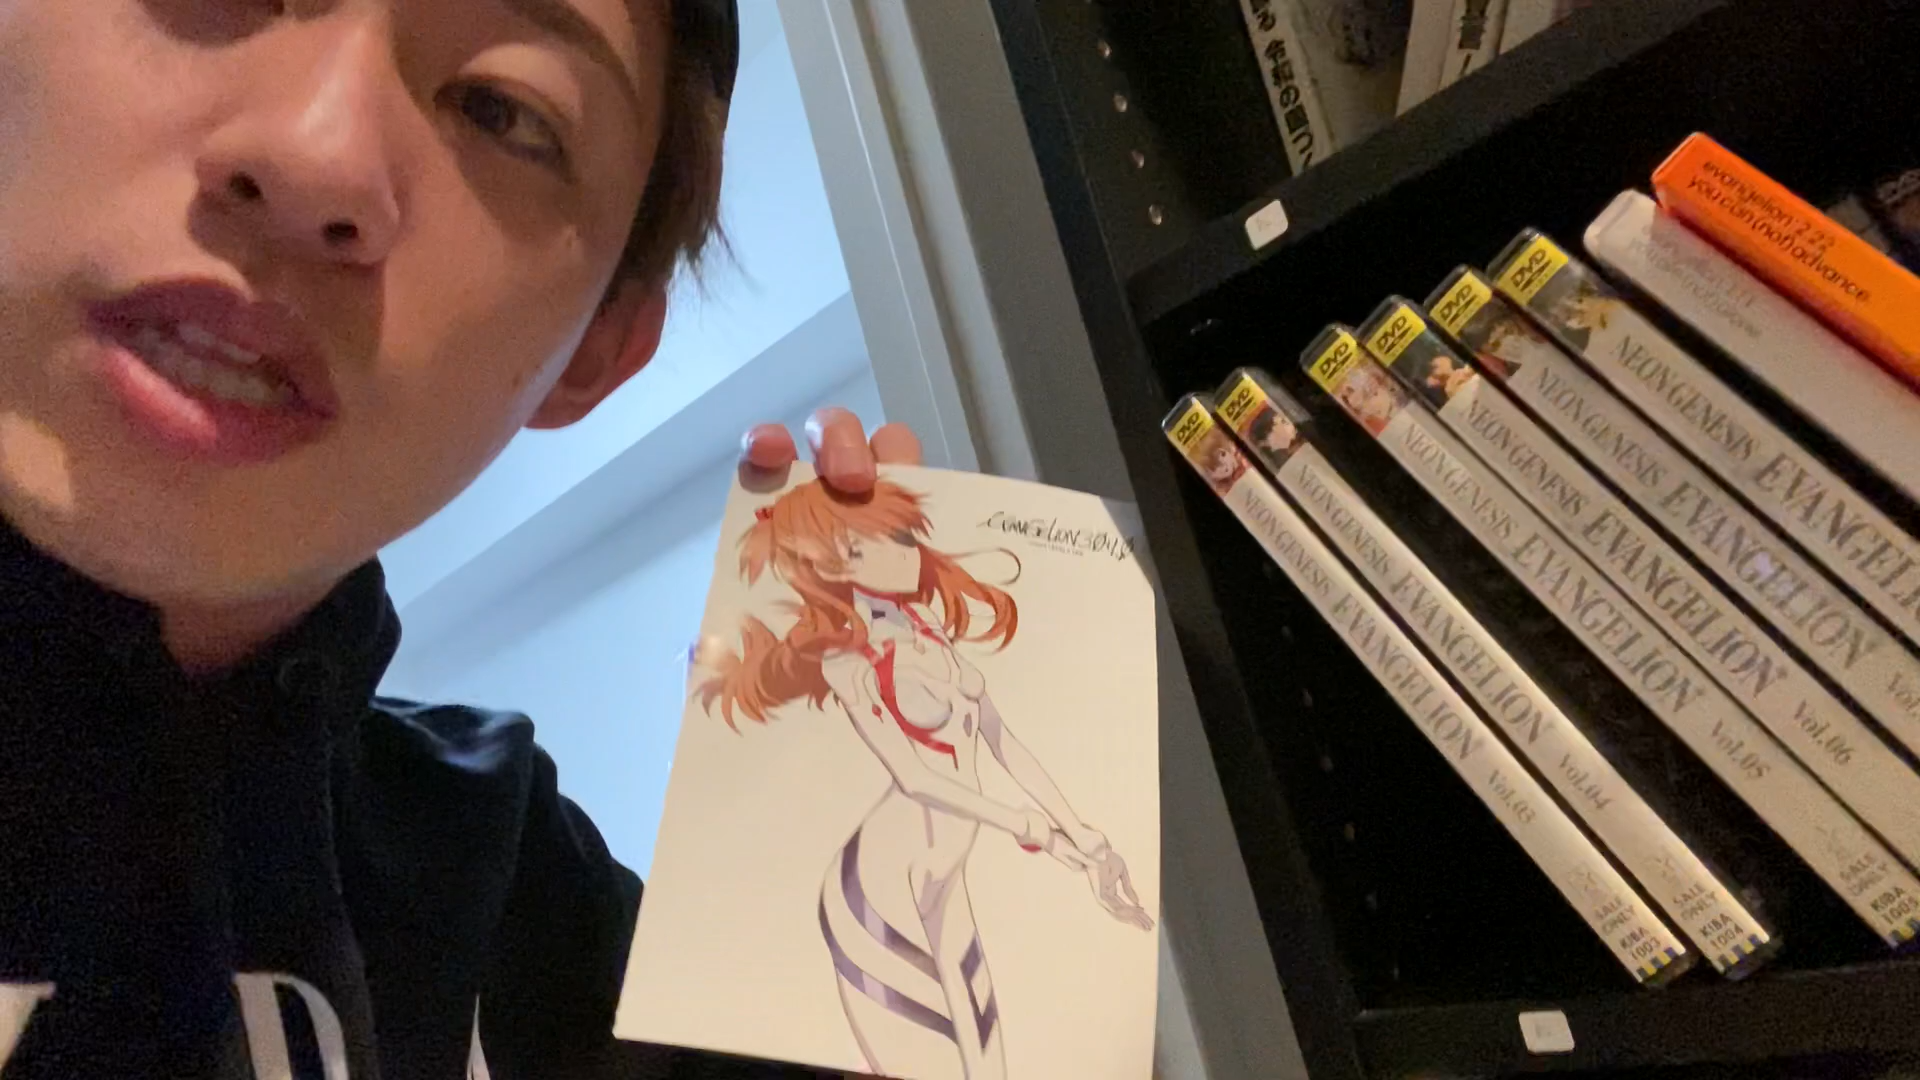 EVANGELION:3.0+1.0
evangelion:2.22
you can (not) advance.
DVD
NEON GENESIS EVANGELION Vol.03
SALE
ONLY
KIBA
1003
DVD
NEON GENESIS EVANGELION Vol.04
SALE
ONLY
KIBA
1004
DVD
NEON GENESIS EVANGELION Vol.05
SALE
ONLY
KIBA
1005
DVD
NEON GENESIS EVANGELION Vol.06
DVD
NEON GENESIS EVANGELION Vol.
DVD
NEON GENESIS EVANGELION